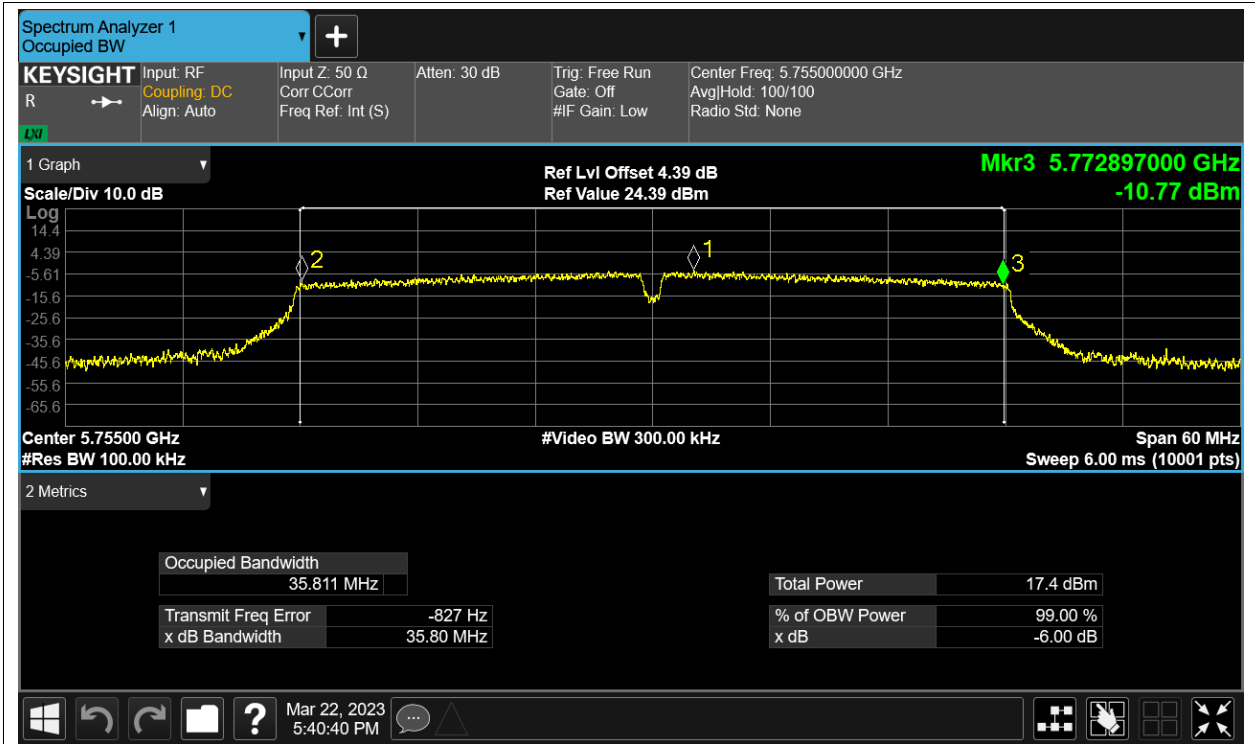 Spectrum Analyzer 1
Occupied BW
▼
+
KEYSIGHT
R
LXI
Input: RF
Coupling: DC
Align: Auto
Input Z: 50 Ω
Corr CCorr
Freq Ref: Int (S)
Atten: 30 dB
Trig: Free Run
Gate: Off
#IF Gain: Low
Center Freq: 5.755000000 GHz
Avg|Hold: 100/100
Radio Std: None
1 Graph
Scale/Div 10.0 dB
Ref Lvl Offset 4.39 dB
Ref Value 24.39 dBm
Mkr3 5.772897000 GHz
-10.77 dBm
Log
14.4
4.39
-5.61
-15.6
-25.6
-35.6
-45.6
-55.6
-65.6
2
1
3
Center 5.75500 GHz
#Res BW 100.00 kHz
#Video BW 300.00 kHz
Span 60 MHz
Sweep 6.00 ms (10001 pts)
2 Metrics
Occupied Bandwidth
35.811 MHz
Transmit Freq Error -827 Hz
x dB Bandwidth 35.80 MHz
Total Power 17.4 dBm
% of OBW Power 99.00 %
x dB -6.00 dB
?
Mar 22, 2023
5:40:40 PM